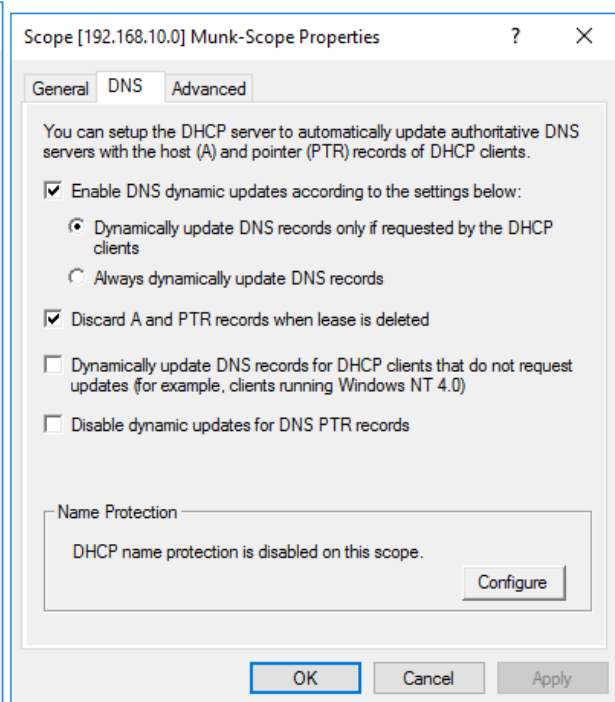 Scope [192.168.10.0] Munk-Scope Properties
?
General DNS Advanced
You can setup the DHCP server to automatically update authoritative DNS
servers with the host (A) and pointer (PTR) records of DHCP clients.
Enable DNS dynamic updates according to the settings below:
Dynamically update DNS records only if requested by the DHCP
clients
Always dynamically update DNS records
Discard A and PTR records when lease is deleted
Dynamically update DNS records for DHCP clients that do not request
updates (for example, clients running Windows NT 4.0)
Disable dynamic updates for DNS PTR records
Name Protection
DHCP name protection is disabled on this scope.
Configure
OK Cancel Apply